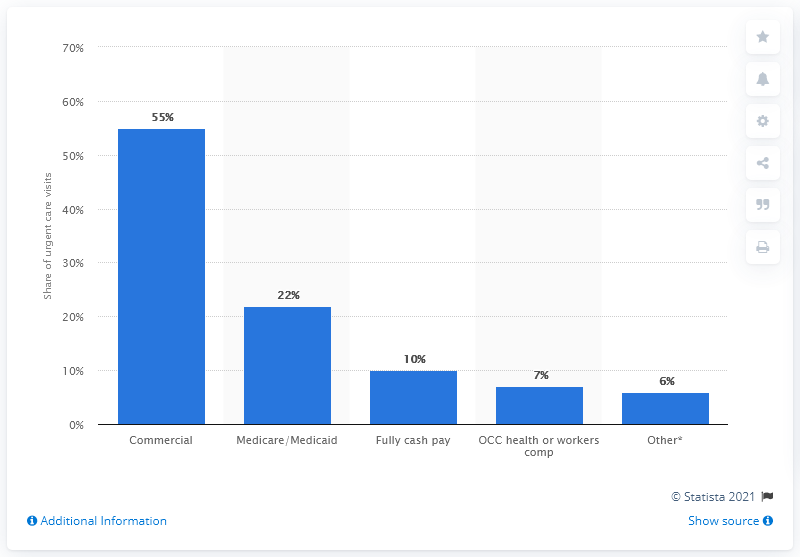 70%
60%
50%
40%
30%
20%
10%
0%
Share of urgent care visits
55%
22%
10%
7%
6%
Commercial
Medicare/Medicaid
Fully cash pay
OCC health or workers
comp
Other*
© Statista 2021
Additional Information
Show source